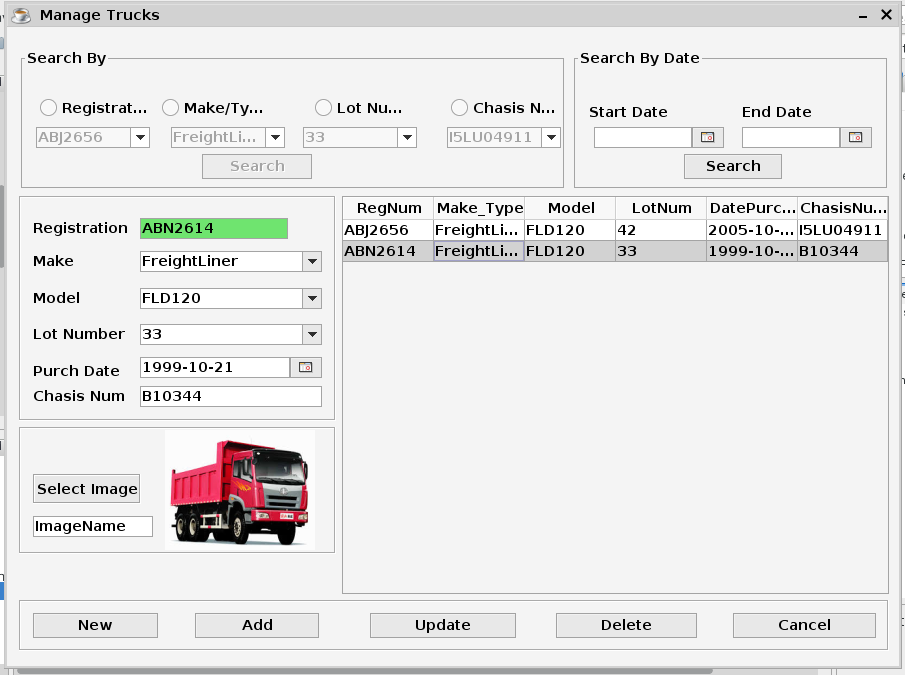 Manage Trucks
Search By
Search By Date
Registrat... Make/Ty... Lot Nu... Chasis N...
Start Date End Date
ABJ2656 FreightLi... 33 I5LU04911
Search
Search
Registration ABN2614
Make FreightLiner
Model FLD120
Lot Number 33
Purch Date 1999-10-21
Chasis Num B10344
RegNum Make_Type Model LotNum DatePurc... ChasisNu...
ABJ2656 FreightLi... FLD120 42 2005-10-... I5LU04911
ABN2614 FreightLi... FLD120 33 1999-10-... B10344
Select Image
ImageName
New Add Update Delete Cancel